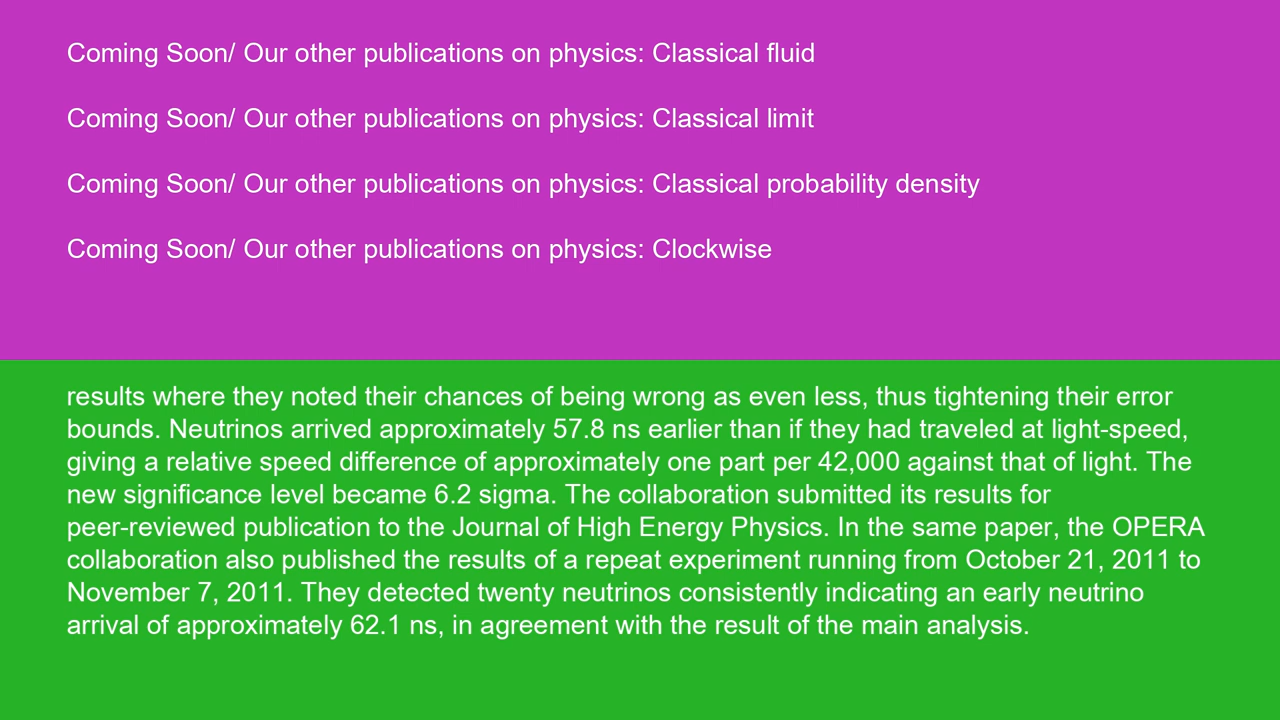 Coming Soon/ Our other publications on physics: Classical fluid
Coming Soon/ Our other publications on physics: Classical limit
Coming Soon/ Our other publications on physics: Classical probability density
Coming Soon/ Our other publications on physics: Clockwise
results where they noted their chances of being wrong as even less, thus tightening their error
bounds. Neutrinos arrived approximately 57.8 ns earlier than if they had traveled at light-speed,
giving a relative speed difference of approximately one part per 42,000 against that of light. The
new significance level became 6.2 sigma. The collaboration submitted its results for
peer-reviewed publication to the Journal of High Energy Physics. In the same paper, the OPERA
collaboration also published the results of a repeat experiment running from October 21, 2011 to
November 7, 2011. They detected twenty neutrinos consistently indicating an early neutrino
arrival of approximately 62.1 ns, in agreement with the result of the main analysis.